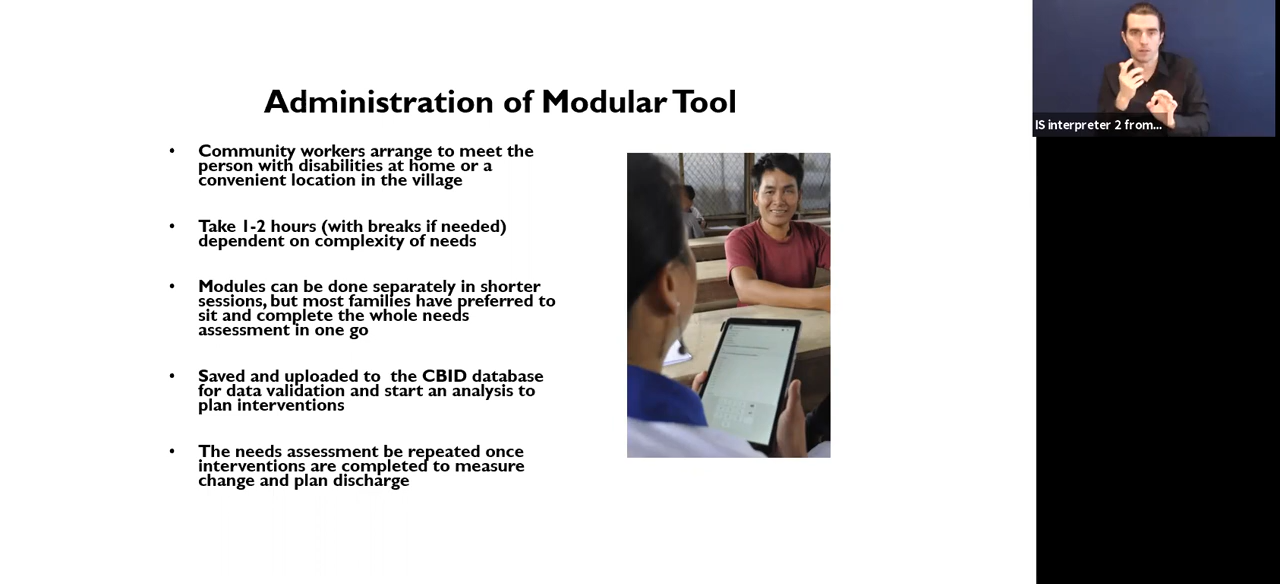 Administration of Modular Tool
• Community workers arrange to meet the
person with disabilities at home or a
convenient location in the village
• Take 1-2 hours (with breaks if needed)
dependent on complexity of needs
• Modules can be done separately in shorter
sessions, but most families have preferred to
sit and complete the whole needs
assessment in one go
• Saved and uploaded to the CBID database
for data validation and start an analysis to
plan interventions
• The needs assessment be repeated once
interventions are completed to measure
change and plan discharge
IS interpreter 2 from...